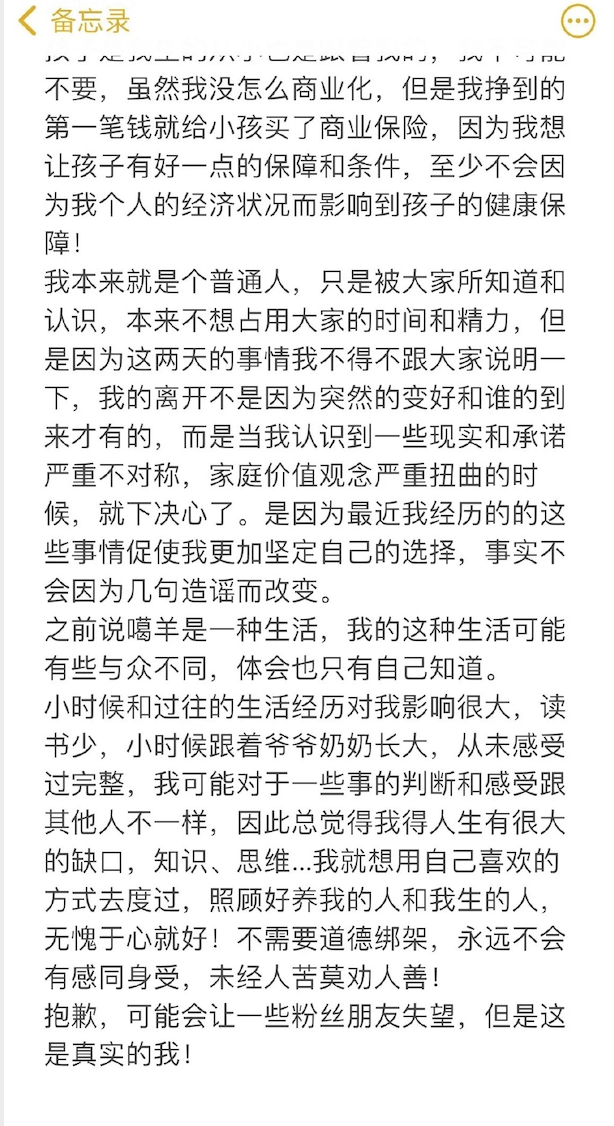 备忘录
不要，虽然我没怎么商业化，但是我挣到的
第一笔钱就给小孩买了商业保险，因为我想
让孩子有好一点的保障和条件，至少不会因
为我个人的经济状况而影响到孩子的健康保
障！
我本来就是个普通人，只是被大家所知道和
认识，本来不想占用大家的时间和精力，但
是因为这两天的事情我不得不跟大家说明一
下，我的离开不是因为突然的变好和谁的到
来才有的，而是当我认识到一些现实和承诺
严重不对称，家庭价值观念严重扭曲的时
候，就下决心了。是因为最近我经历的的这
些事情促使我更加坚定自己的选择，事实不
会因为几句造谣而改变。
之前说噶羊是一种生活，我的这种生活可能
有些与众不同，体会也只有自己知道。
小时候和过往的生活经历对我影响很大，读
书少，小时候跟着爷爷奶奶长大，从未感受
过完整，我可能对于一些事的判断和感受跟
其他人不一样，因此总觉得我得人生有很大
的缺口，知识、思维...我就想用自己喜欢的
方式去度过，照顾好养我的人和我生的人，
无愧于心就好！不需要道德绑架，永远不会
有感同身受，未经人苦莫劝人善！
抱歉，可能会让一些粉丝朋友失望，但是这
是真实的我！